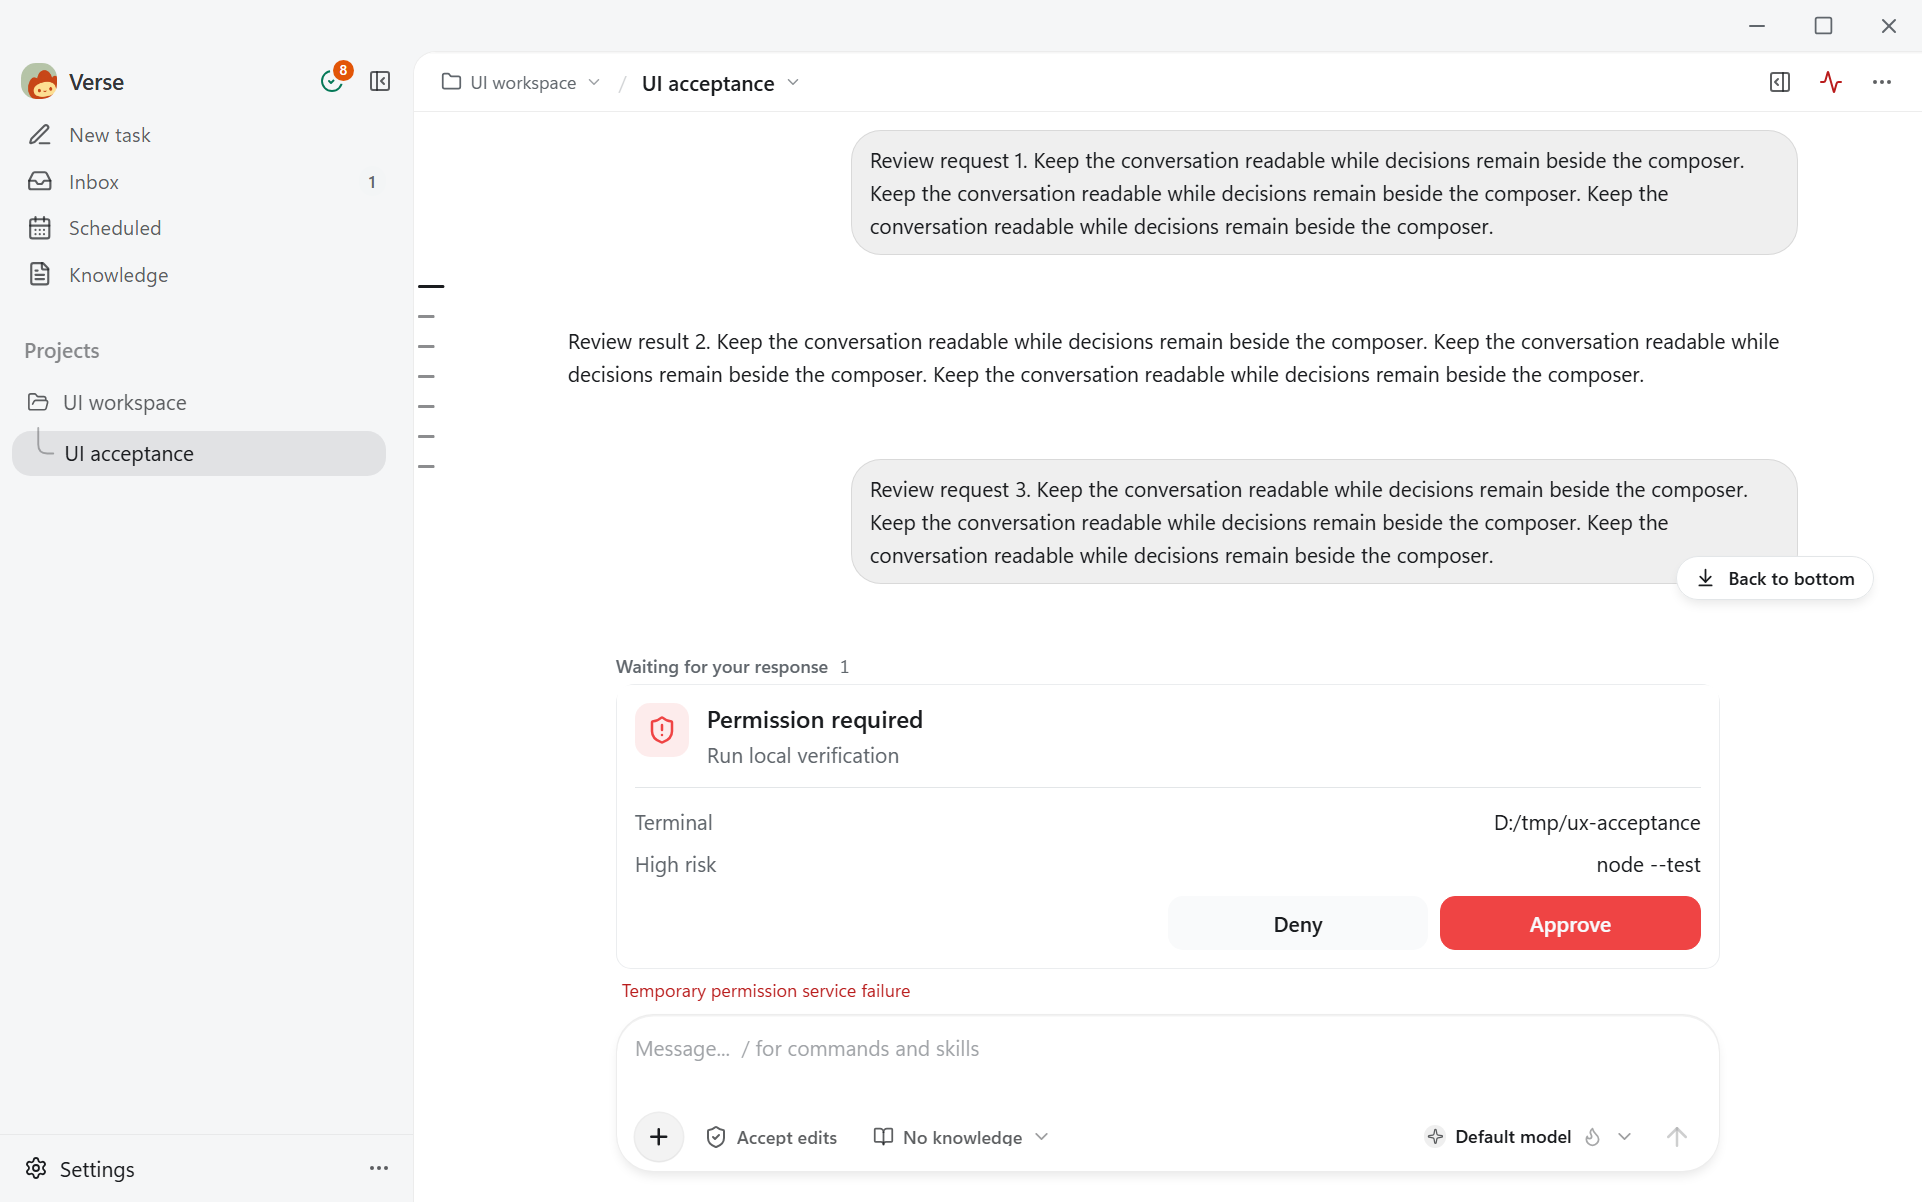 Verse
8
New task
Inbox
1
Scheduled
Knowledge
Projects
UI workspace
UI acceptance
Settings
UI workspace
/
UI acceptance
Review request 1. Keep the conversation readable while decisions remain beside the composer.
Keep the conversation readable while decisions remain beside the composer. Keep the
conversation readable while decisions remain beside the composer.
Review result 2. Keep the conversation readable while decisions remain beside the composer. Keep the conversation readable while
decisions remain beside the composer. Keep the conversation readable while decisions remain beside the composer.
Review request 3. Keep the conversation readable while decisions remain beside the composer.
Keep the conversation readable while decisions remain beside the composer. Keep the
conversation readable while decisions remain beside the composer.
Back to bottom
Waiting for your response 1
Permission required
Run local verification
Terminal D:/tmp/ux-acceptance
High risk node --test
Deny Approve
Temporary permission service failure
Message... / for commands and skills
Accept edits No knowledge Default model